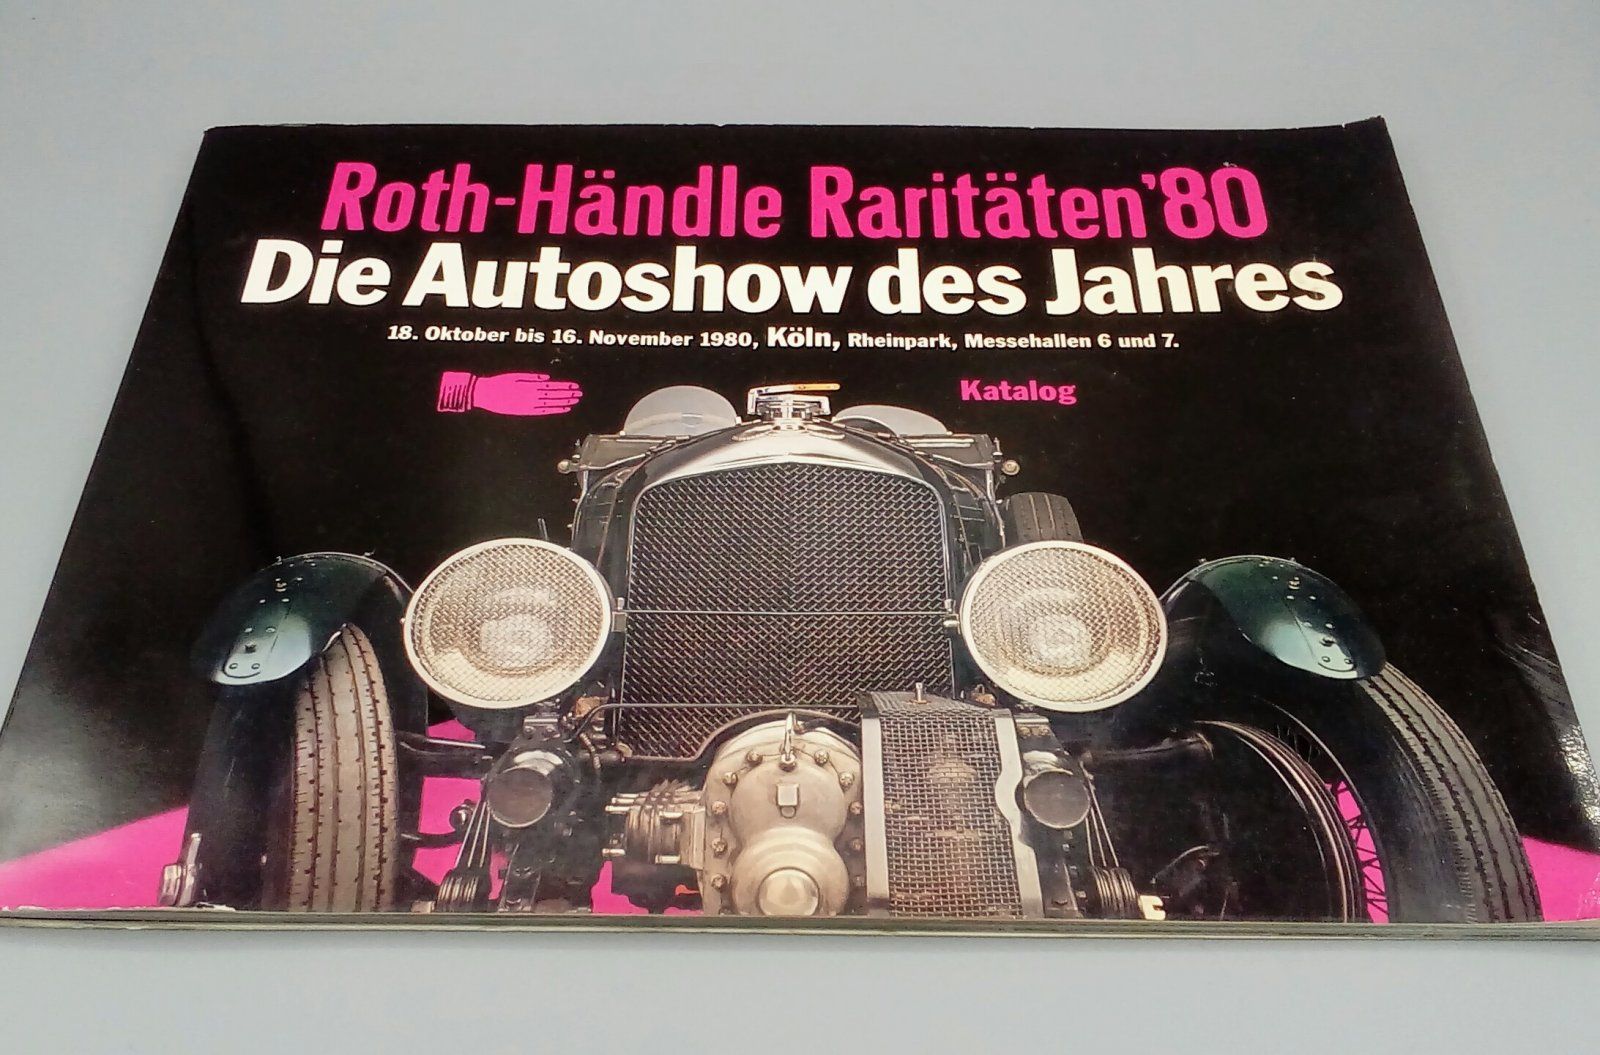 Roth-Händle Raritäten'80
Die Autoshow des Jahres
18. Oktober bis 16. November 1980, Köln, Rheinpark, Messehallen 6 und 7.
Katalog